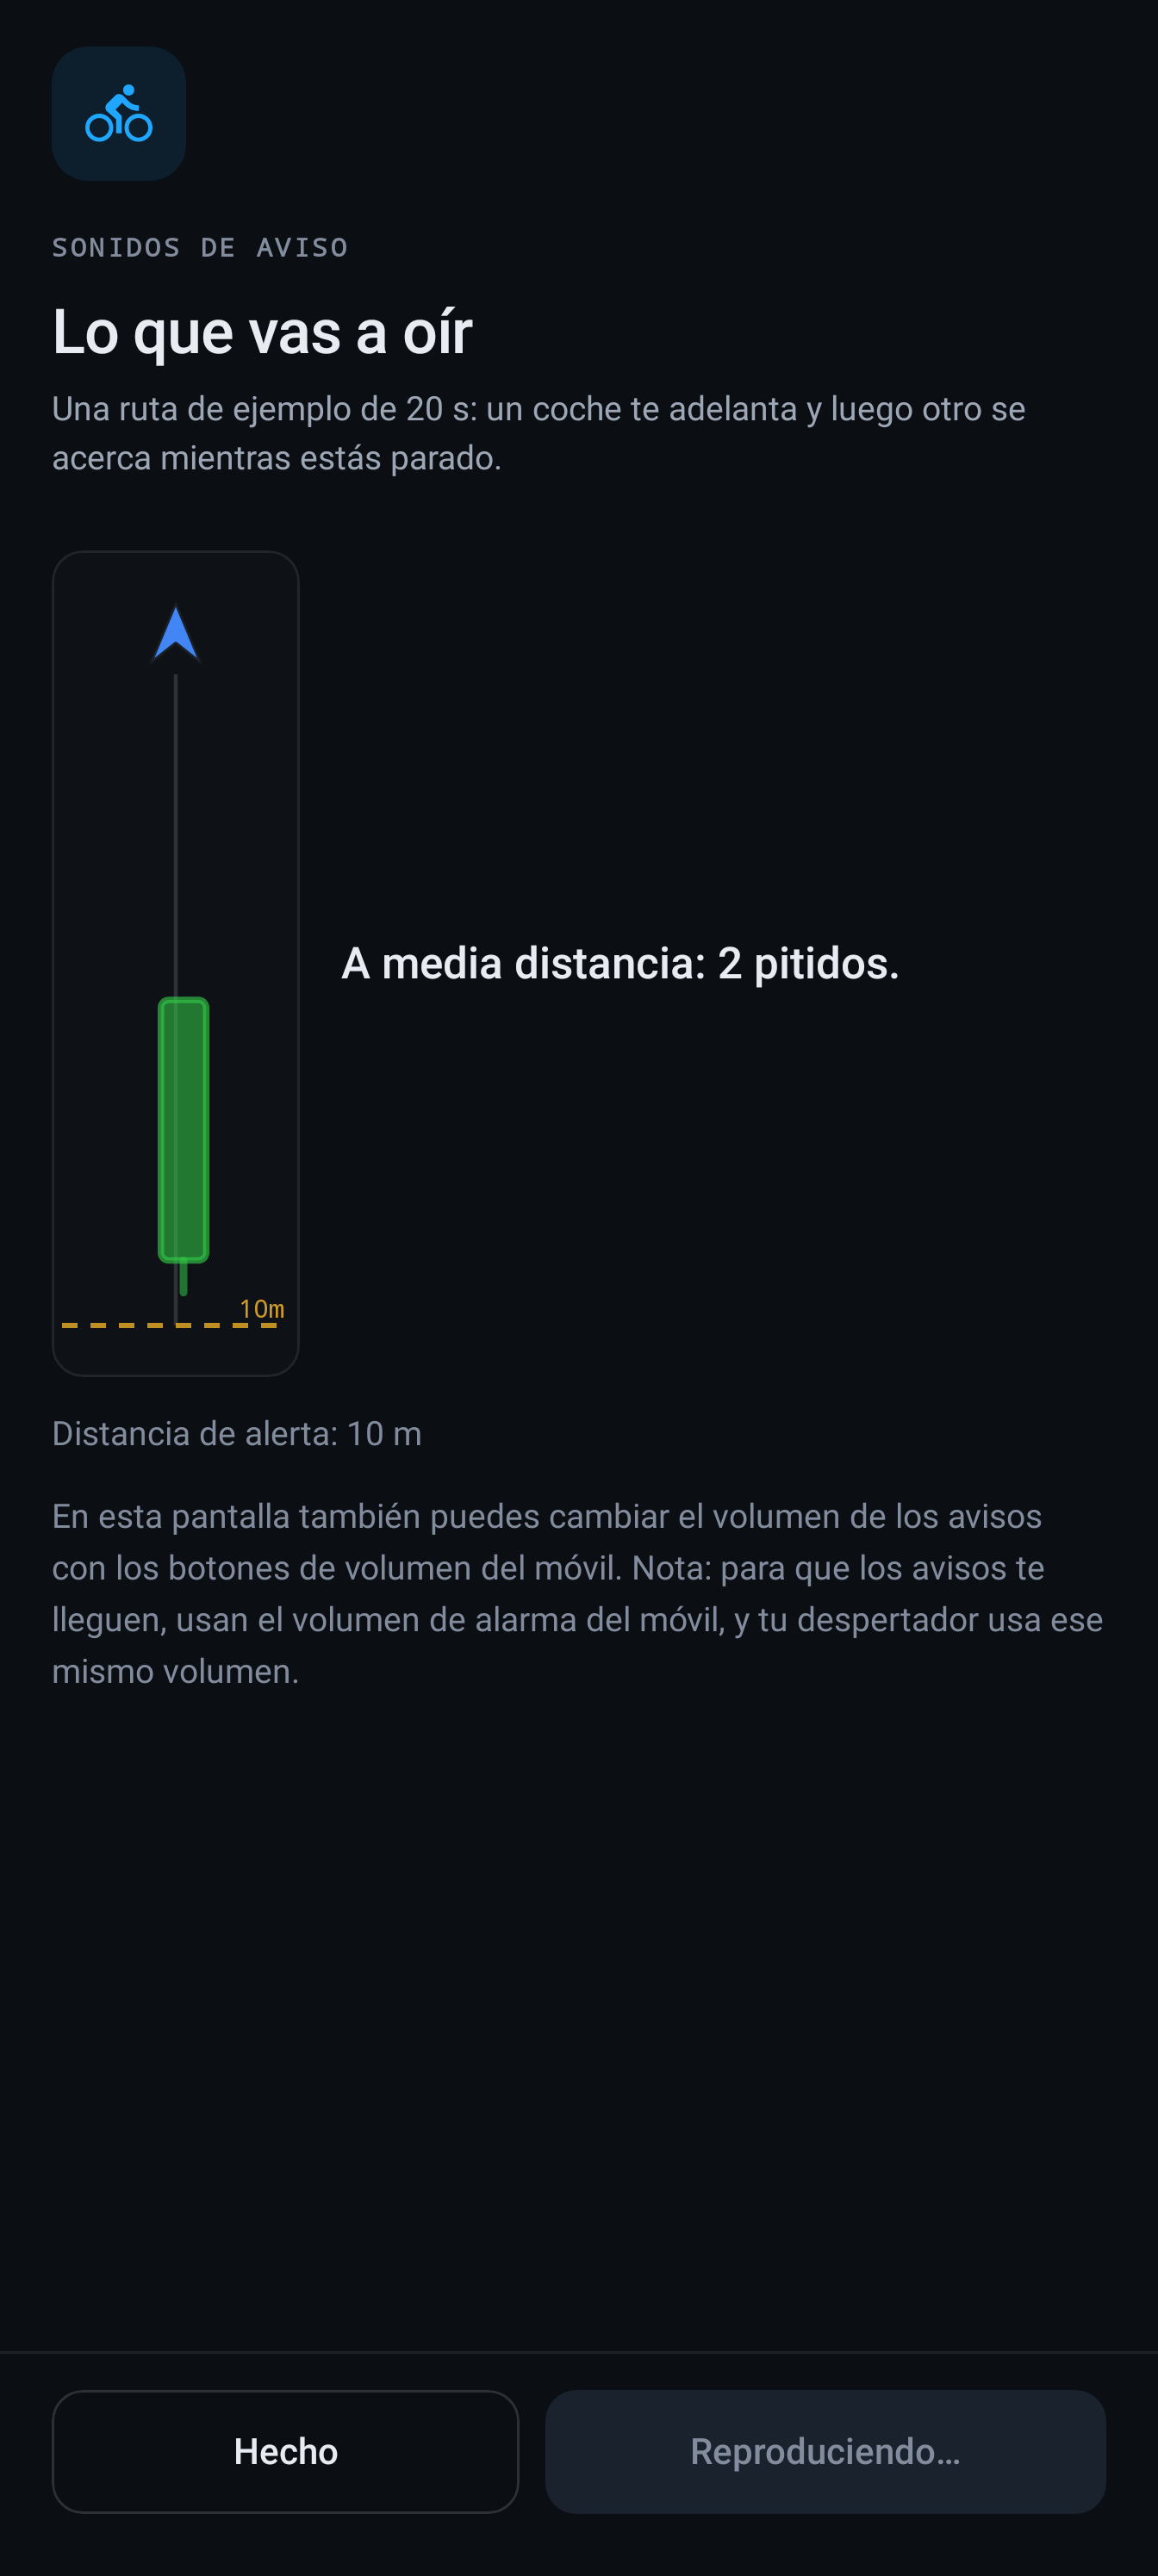 SONIDOS DE AVISO
Lo que vas a oír
Una ruta de ejemplo de 20 s: un coche te adelanta y luego otro se
acerca mientras estás parado.
A media distancia: 2 pitidos.
10m
Distancia de alerta: 10 m
En esta pantalla también puedes cambiar el volumen de los avisos
con los botones de volumen del móvil. Nota: para que los avisos te
lleguen, usan el volumen de alarma del móvil, y tu despertador usa ese
mismo volumen.
Hecho
Reproduciendo…